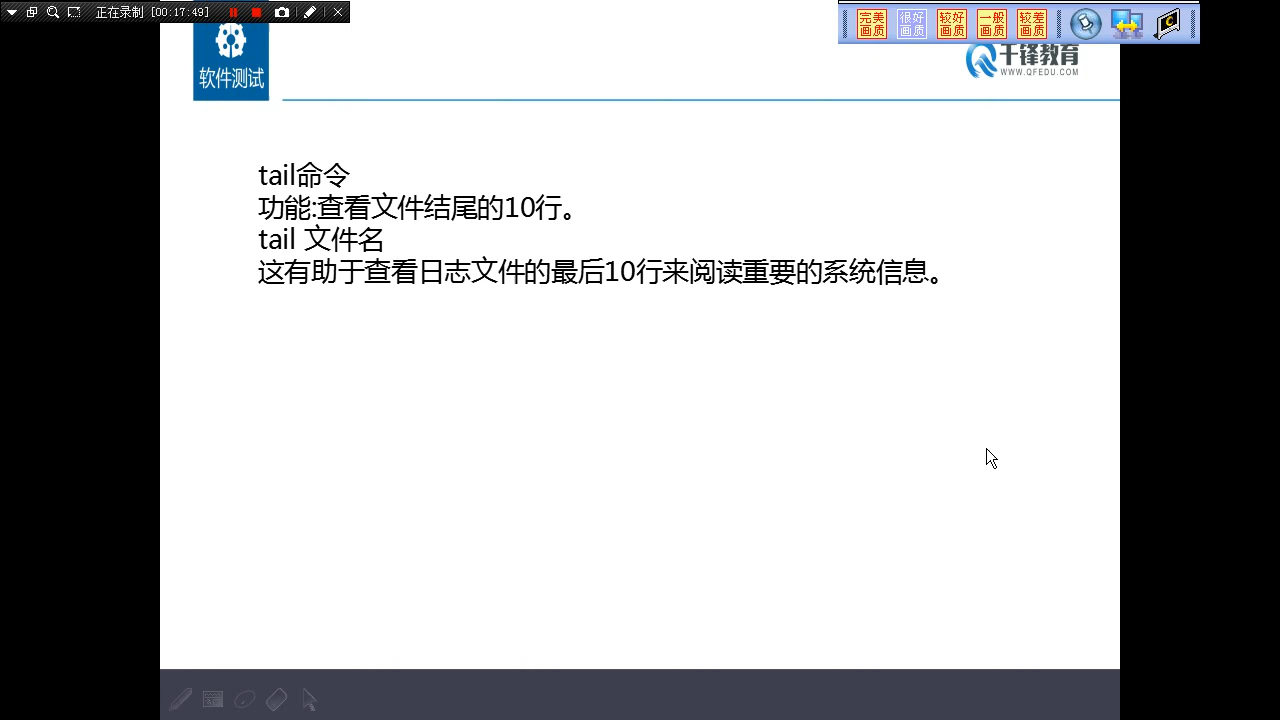 正在录制 [00:17:49]
完美画质
很好画质
较好画质
一般画质
较差画质
软件测试
千锋教育
WWW.QFEDU.COM
tail命令
功能:查看文件结尾的10行。
tail 文件名
这有助于查看日志文件的最后10行来阅读重要的系统信息。